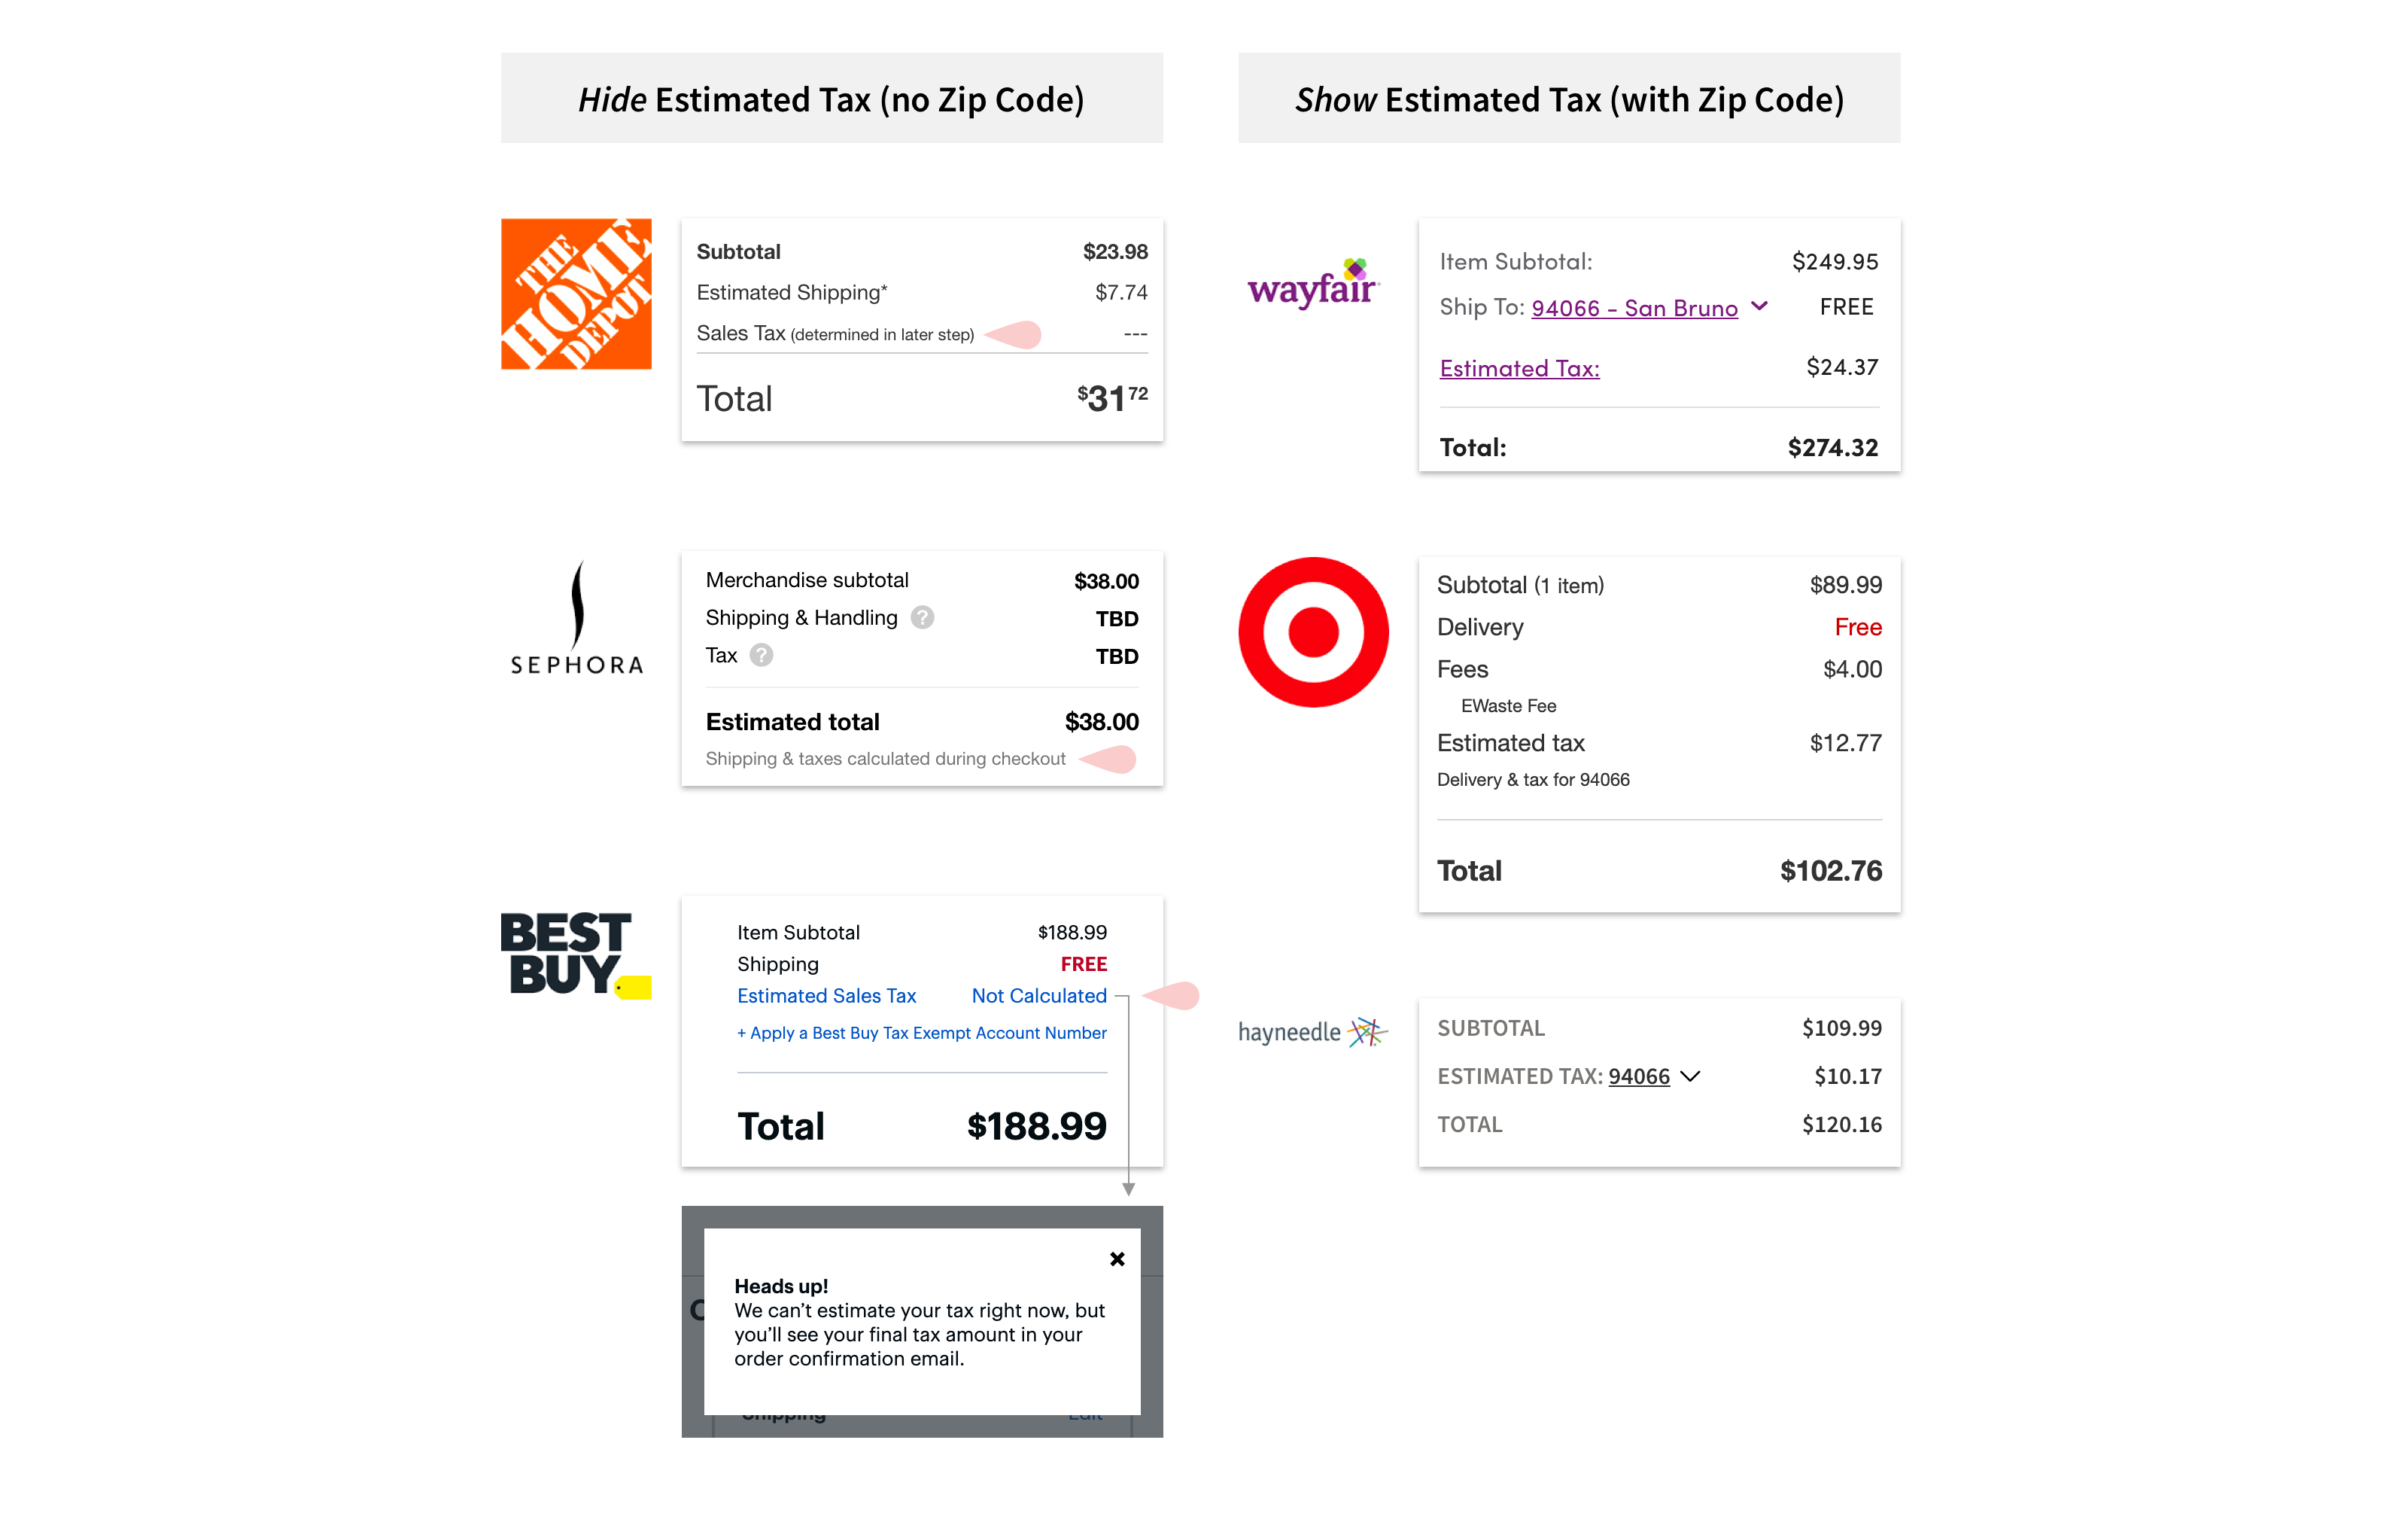 Hide Estimated Tax (no Zip Code)
THE
HOME
DEPOT
Subtotal $23.98
Estimated Shipping* $7.74
Sales Tax (determined in later step) ---
Total $31 72
SEPHORA
Merchandise subtotal $38.00
Shipping & Handling ? TBD
Tax ? TBD
Estimated total $38.00
Shipping & taxes calculated during checkout
BEST
BUY
Item Subtotal $188.99
Shipping FREE
Estimated Sales Tax Not Calculated
+ Apply a Best Buy Tax Exempt Account Number
Total $188.99
Heads up!
We can’t estimate your tax right now, but
you’ll see your final tax amount in your
order confirmation email.
Shipping Edit
Show Estimated Tax (with Zip Code)
wayfair
Item Subtotal: $249.95
Ship To: 94066 - San Bruno FREE
Estimated Tax: $24.37
Total: $274.32
Subtotal (1 item) $89.99
Delivery Free
Fees $4.00
EWaste Fee
Estimated tax $12.77
Delivery & tax for 94066
Total $102.76
hayneedle
SUBTOTAL $109.99
ESTIMATED TAX: 94066 $10.17
TOTAL $120.16